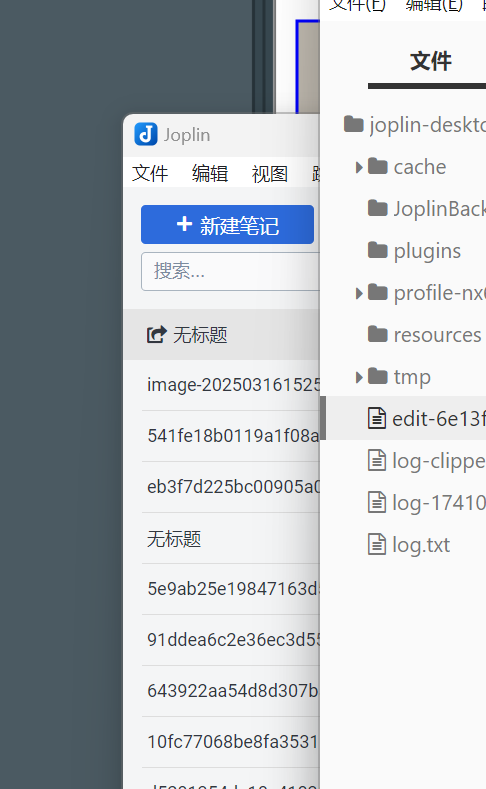 Joplin
文件 编辑 视图
新建笔记
搜索...
无标题
image-202503161525
541fe18b0119a1f08a
eb3f7d225bc00905a0
无标题
5e9ab25e19847163d
91ddea6c2e36ec3d55
643922aa54d8d307b
10fc77068be8fa3531
文件(F) 编辑(E)
文件
joplin-deskto
cache
JoplinBack
plugins
profile-nx
resources
tmp
edit-6e13f
log-clippe
log-17410
log.txt